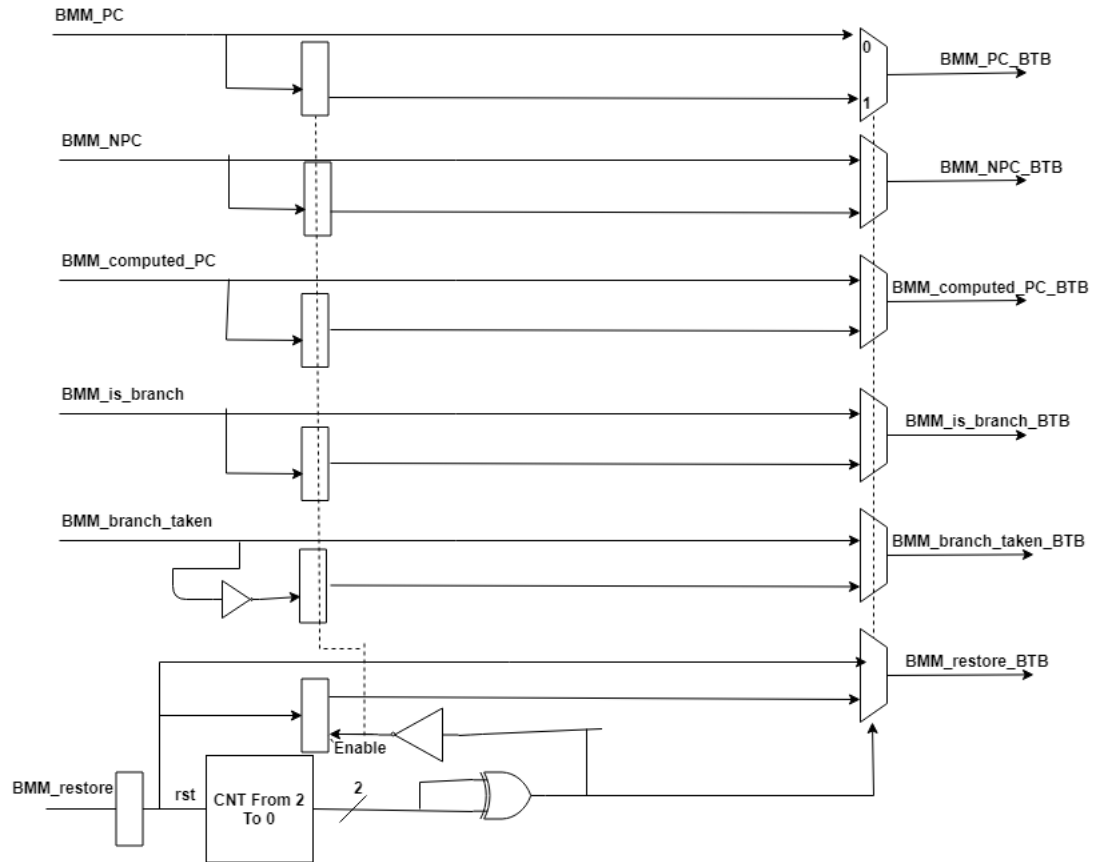 BMM_PC
0
BMM_PC_BTB
1
BMM_NPC
BMM_NPC_BTB
BMM_computed_PC
BMM_computed_PC_BTB
BMM_is_branch
BMM_is_branch_BTB
BMM_branch_taken
BMM_branch_taken_BTB
BMM_restore_BTB
`Enable
BMM_restore
rst
CNT From 2
To 0
2